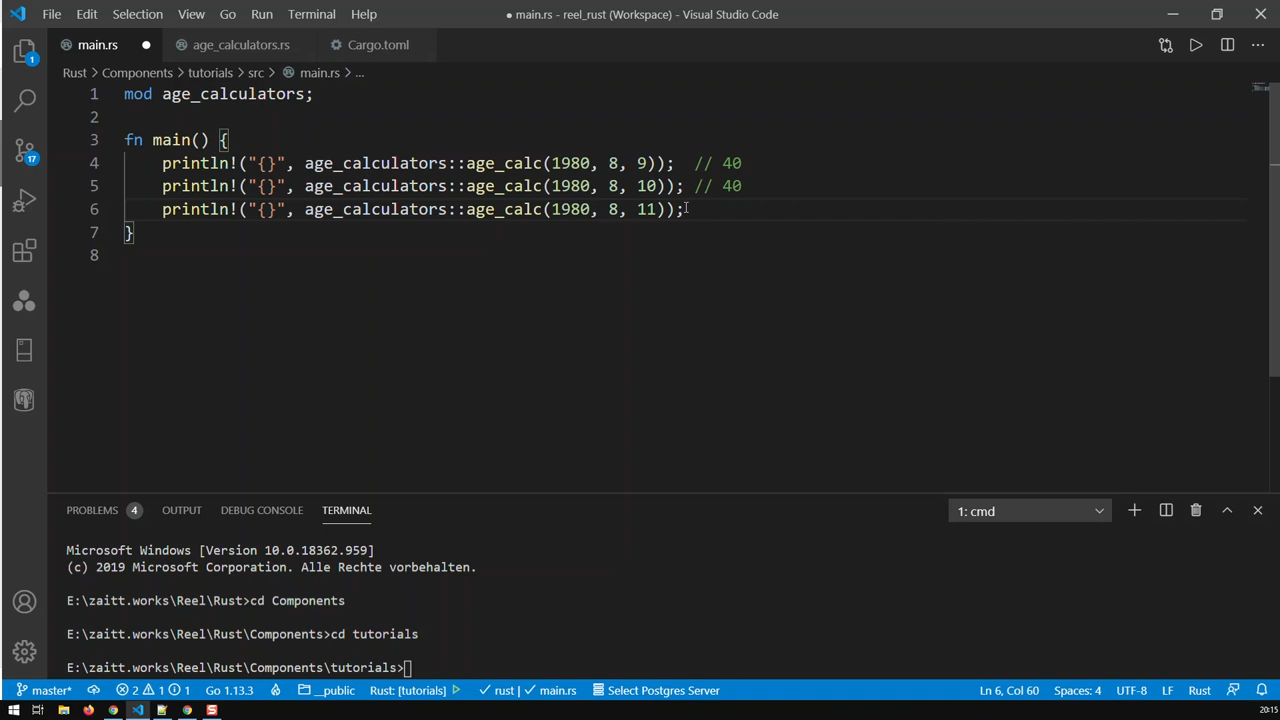 File Edit Selection View Go Run Terminal Help ● main.rs - reel_rust (Workspace) - Visual Studio Code
main.rs ● age_calculators.rs Cargo.toml
Rust > Components > tutorials > src > main.rs > ...
1 mod age_calculators;
2
3 fn main() {
4 println!("{}", age_calculators::age_calc(1980, 8, 9)); // 40
5 println!("{}", age_calculators::age_calc(1980, 8, 10)); // 40
6 println!("{}", age_calculators::age_calc(1980, 8, 11));
7 }
8
1
17
PROBLEMS 4 OUTPUT DEBUG CONSOLE TERMINAL 1: cmd
Microsoft Windows [Version 10.0.18362.959]
(c) 2019 Microsoft Corporation. Alle Rechte vorbehalten.
E:\zaitt.works\Reel\Rust>cd Components
E:\zaitt.works\Reel\Rust\Components>cd tutorials
E:\zaitt.works\Reel\Rust\Components\tutorials>
master* 2 1 1 Go 1.13.3 __public Rust: [tutorials] rust | main.rs Select Postgres Server Ln 6, Col 60 Spaces: 4 UTF-8 LF Rust
20:15